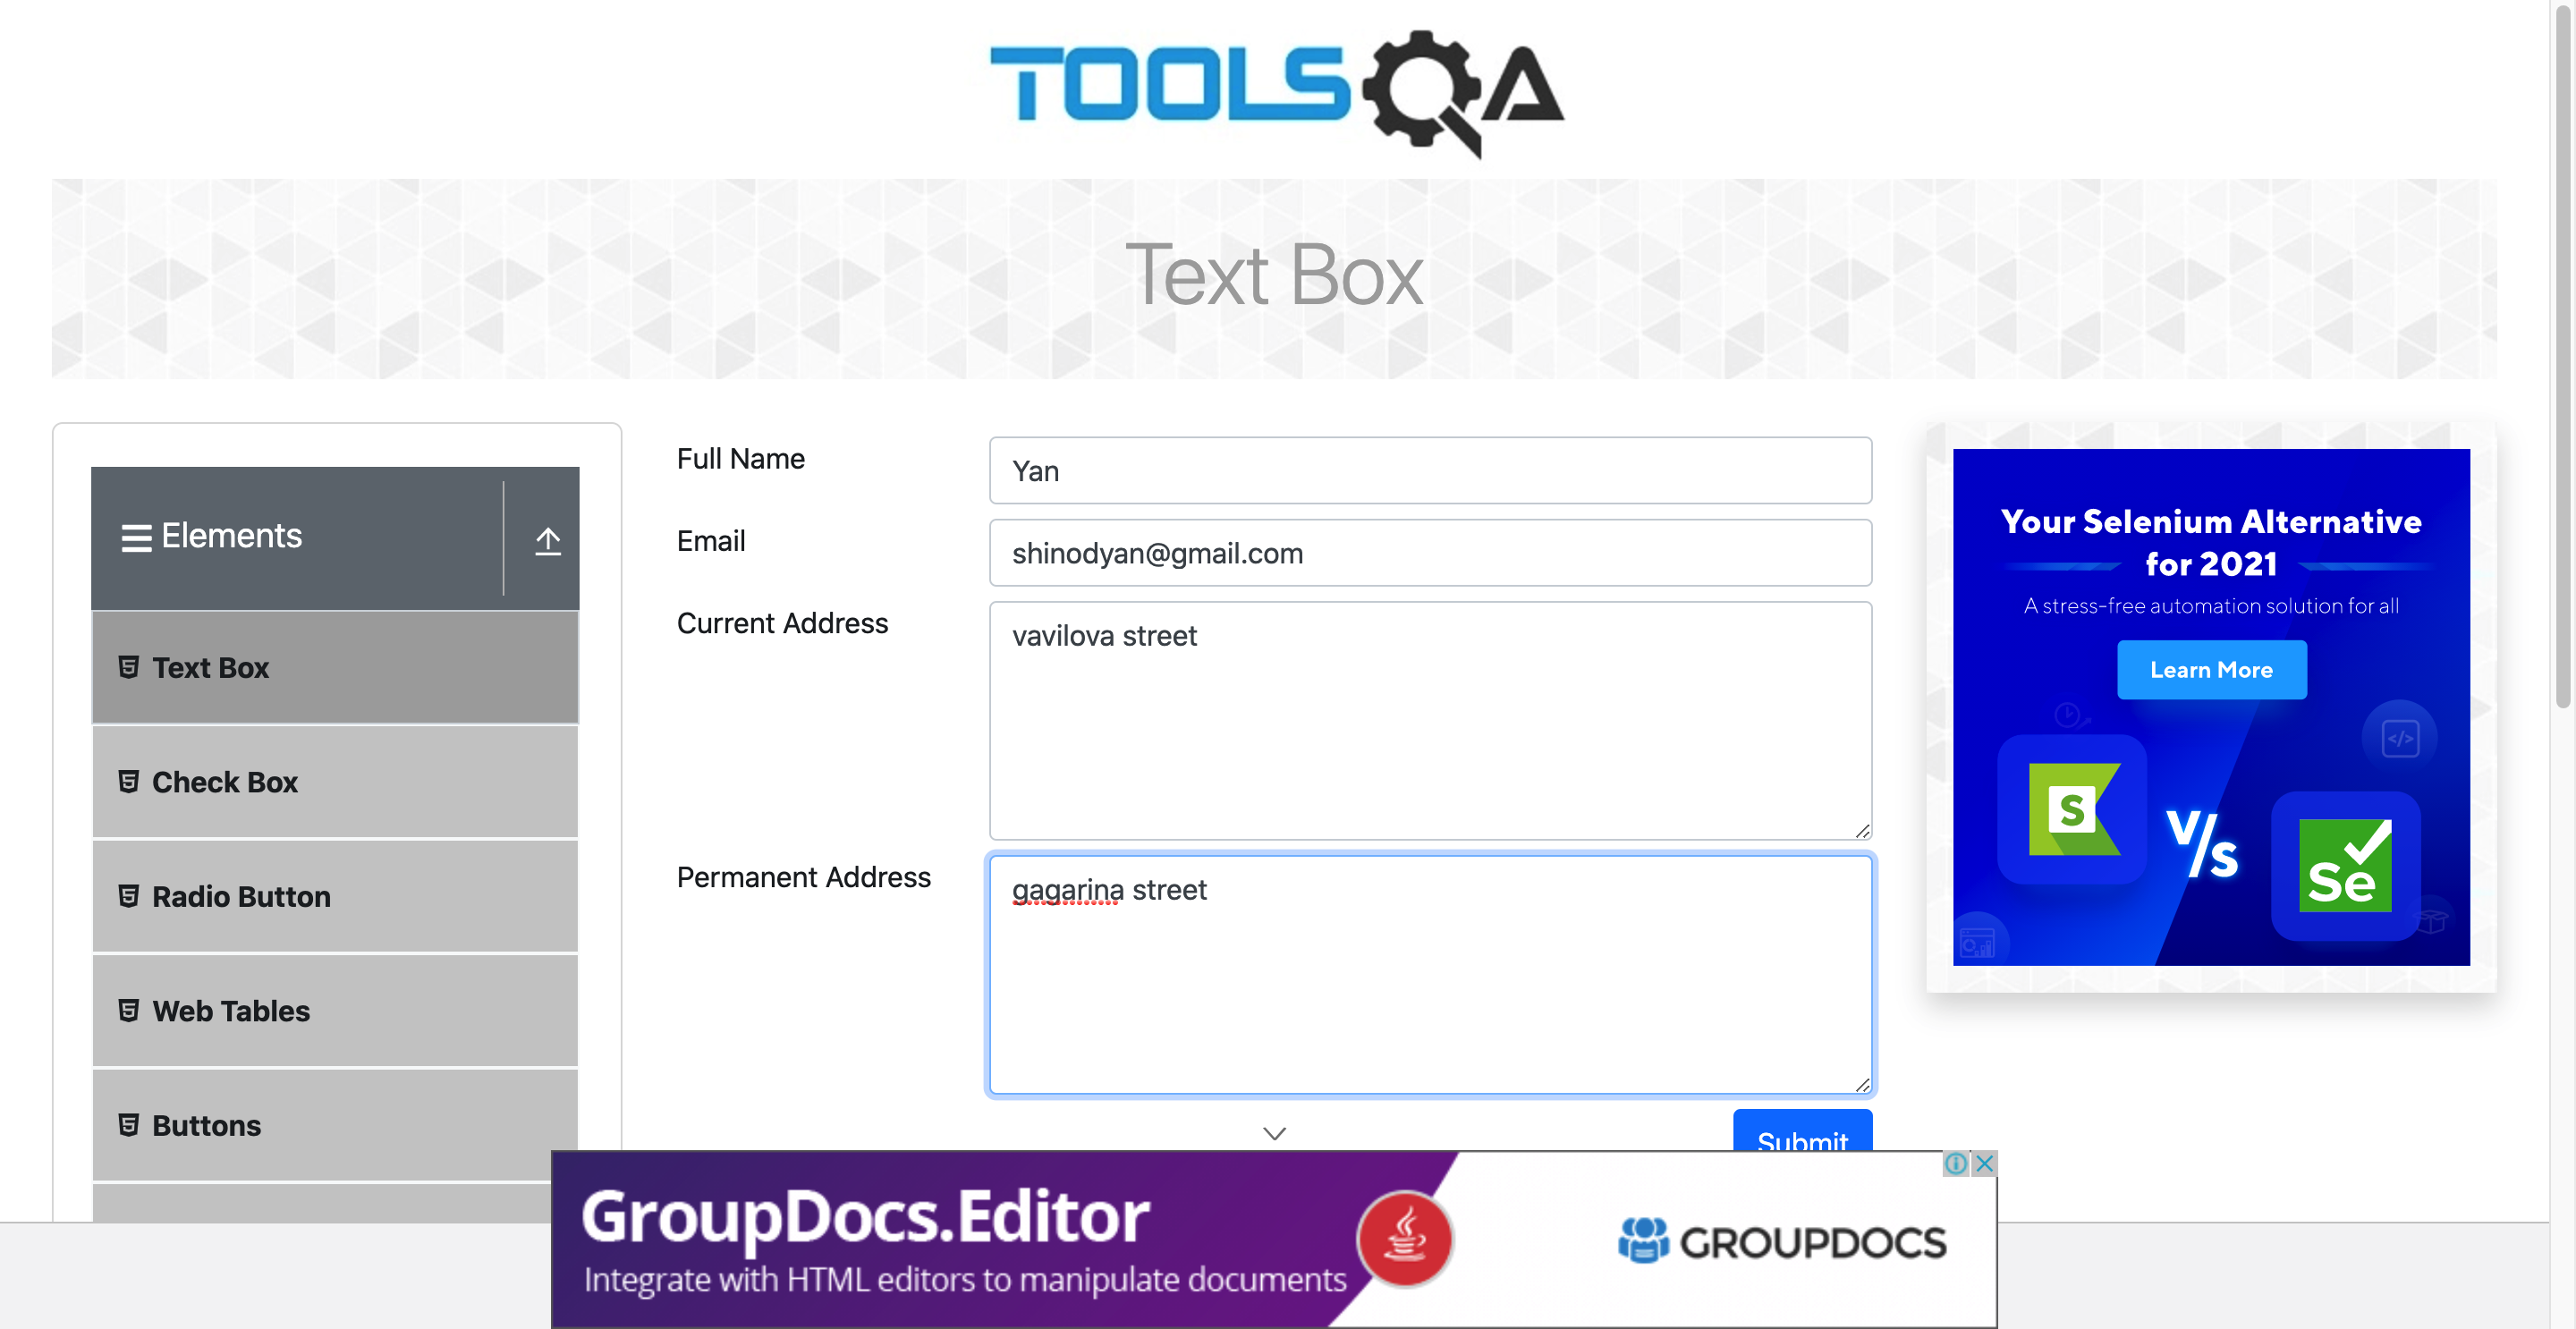 TOOLSQA
Text Box
Elements
Text Box
Check Box
Radio Button
Web Tables
Buttons
Full Name
Yan
Email
shinodyan@gmail.com
Current Address
vavilova street
Permanent Address
gagarina street
Submit
Your Selenium Alternative
for 2021
A stress-free automation solution for all
Learn More
</>
S
V/s
Se
GroupDocs.Editor
Integrate with HTML editors to manipulate documents
GROUPDOCS